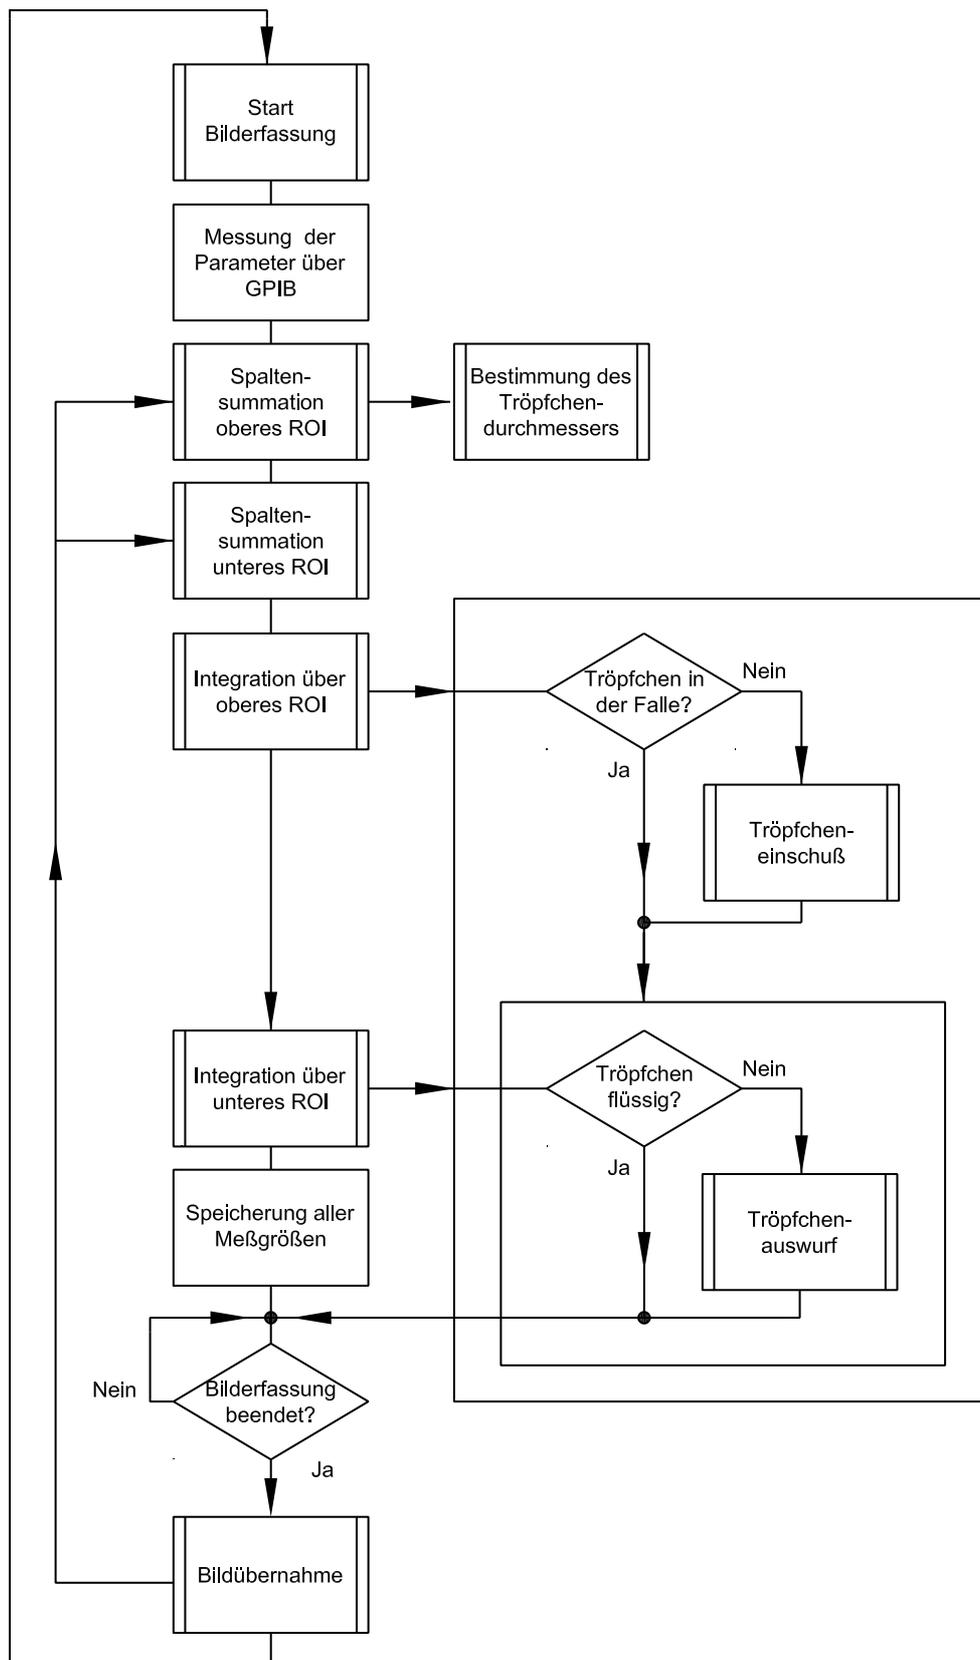 Start
Bilderfassung
Messung der
Parameter über
GPIB
Spalten-
summation
oberes ROI
Bestimmung des
Tröpfchen-
durchmessers
Spalten-
summation
unteres ROI
Integration über
oberes ROI
Tröpfchen in
der Falle?
Nein
Ja
Tröpfchen-
einschuß
Integration über
unteres ROI
Tröpfchen
flüssig?
Nein
Ja
Tröpfchen-
auswurf
Speicherung aller
Meßgrößen
Nein
Bilderfassung
beendet?
Ja
Bildübernahme